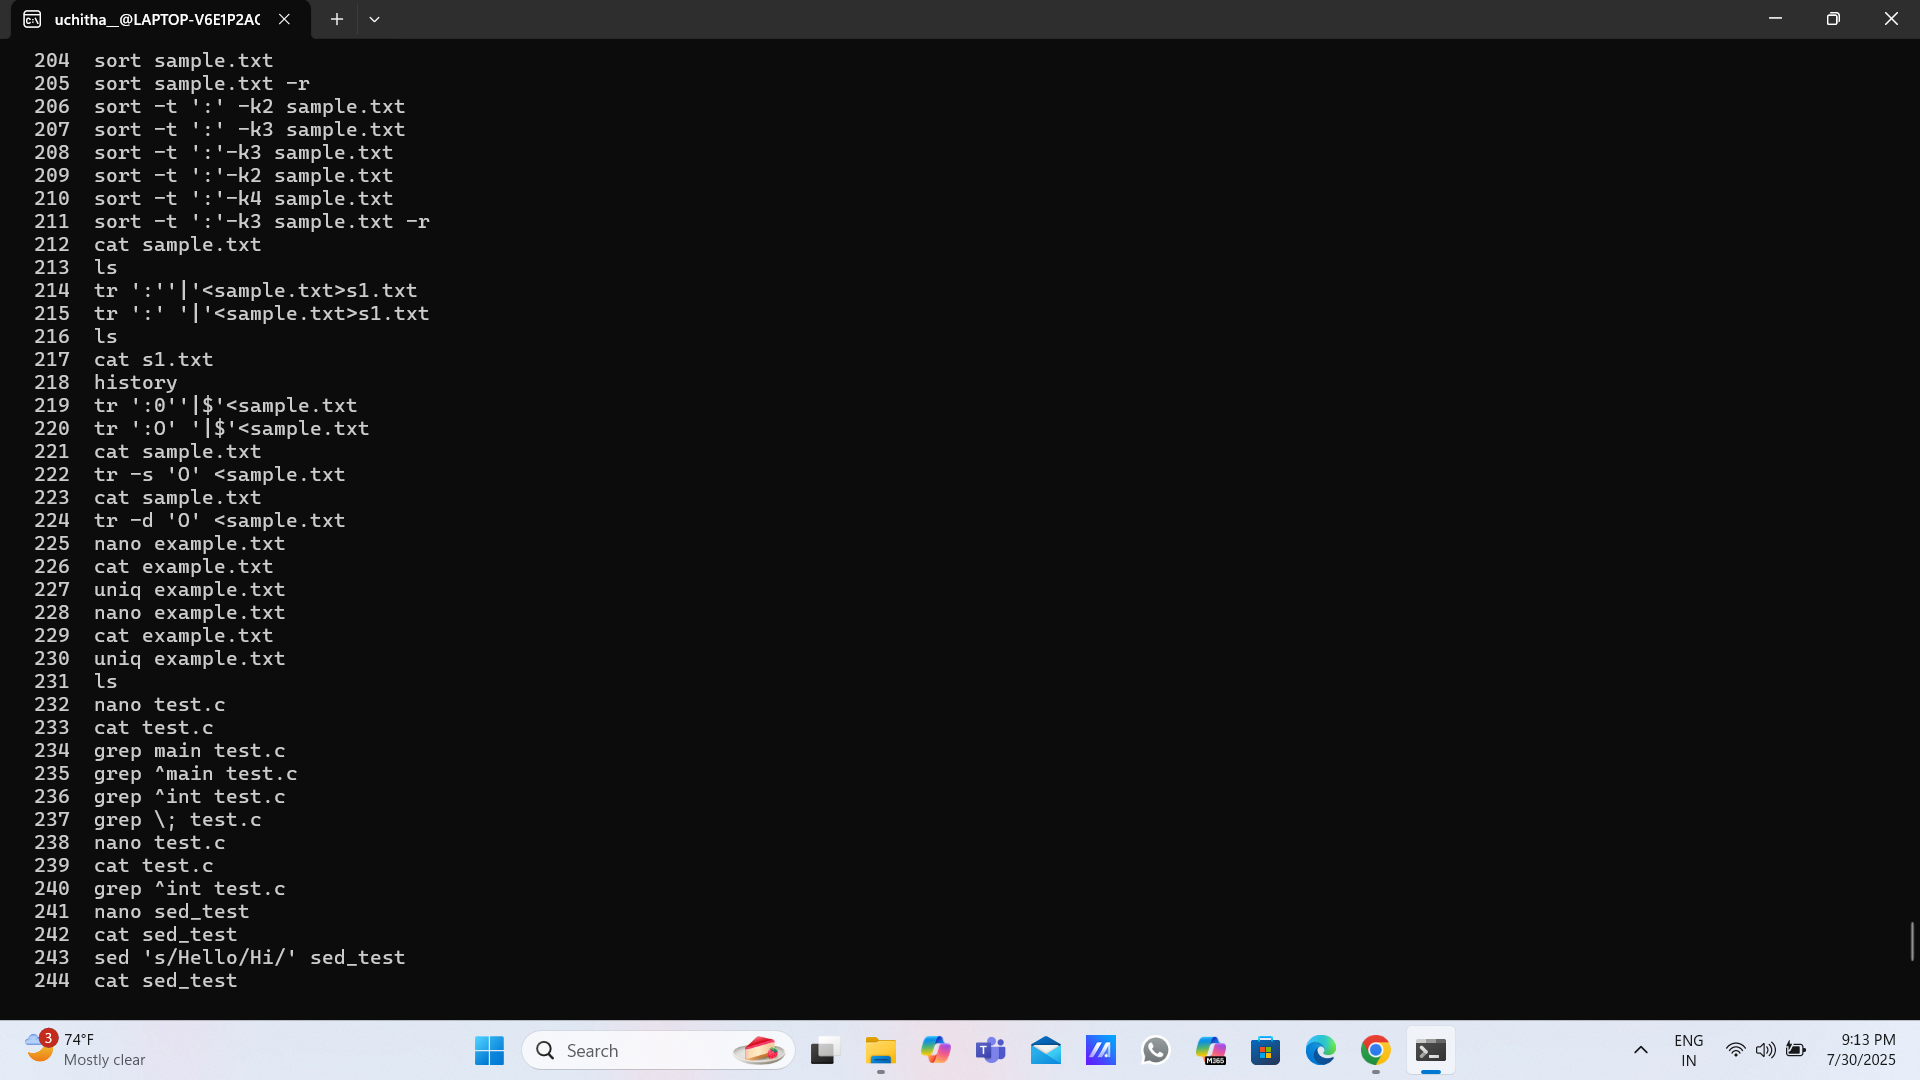 uchitha__@LAPTOP-V6E1P2A
204 sort sample.txt
205 sort sample.txt -r
206 sort -t ':' -k2 sample.txt
207 sort -t ':' -k3 sample.txt
208 sort -t ':'-k3 sample.txt
209 sort -t ':'-k2 sample.txt
210 sort -t ':'-k4 sample.txt
211 sort -t ':'-k3 sample.txt -r
212 cat sample.txt
213 ls
214 tr ':''|'<sample.txt>s1.txt
215 tr ':' '|'<sample.txt>s1.txt
216 ls
217 cat s1.txt
218 history
219 tr ':0''|$'<sample.txt
220 tr ':O' '|$'<sample.txt
221 cat sample.txt
222 tr -s 'O' <sample.txt
223 cat sample.txt
224 tr -d 'O' <sample.txt
225 nano example.txt
226 cat example.txt
227 uniq example.txt
228 nano example.txt
229 cat example.txt
230 uniq example.txt
231 ls
232 nano test.c
233 cat test.c
234 grep main test.c
235 grep ^main test.c
236 grep ^int test.c
237 grep \; test.c
238 nano test.c
239 cat test.c
240 grep ^int test.c
241 nano sed_test
242 cat sed_test
243 sed 's/Hello/Hi/' sed_test
244 cat sed_test
3
74°F
Mostly clear
Search
M365
ENG
IN
9:13 PM
7/30/2025